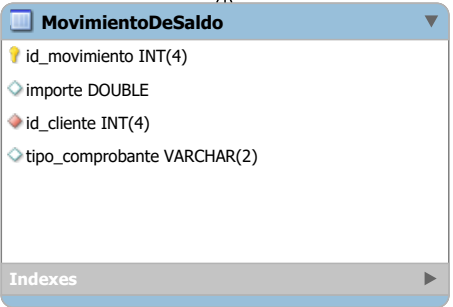 MovimientoDeSaldo
id_movimiento INT(4)
importe DOUBLE
id_cliente INT(4)
tipo_comprobante VARCHAR(2)
Indexes